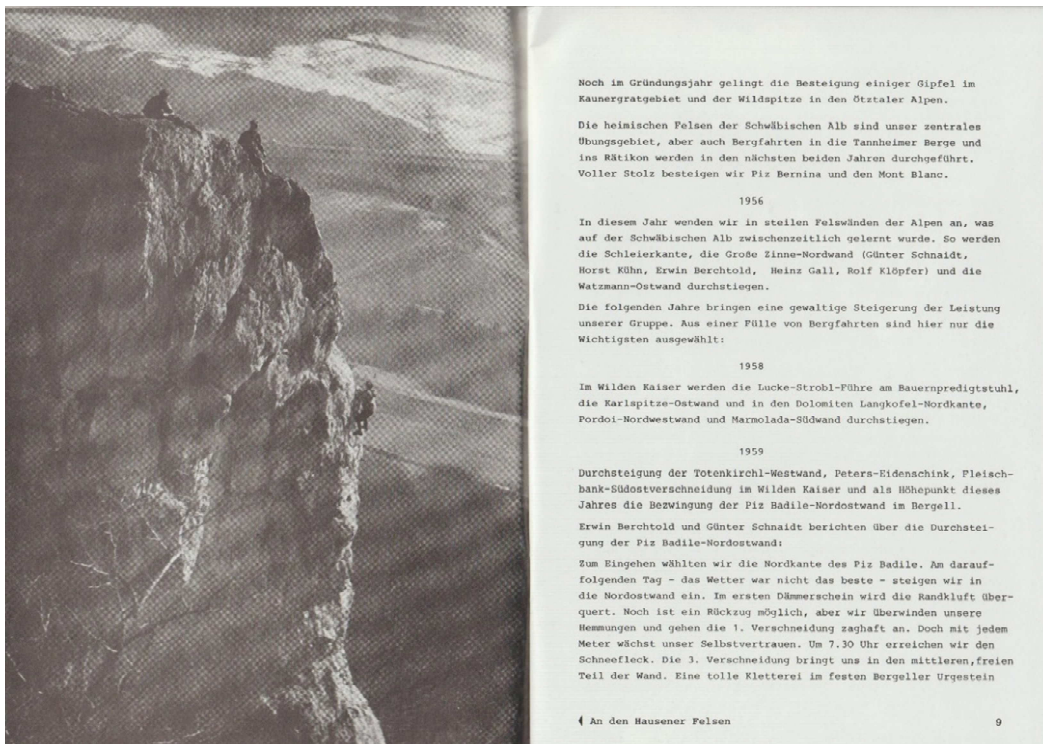 Noch im Gründungsjahr gelingt die Besteigung einiger Gipfel im
Kaunergratgebiet und der Wildspitze in den Ötztaler Alpen.
Die heimischen Felsen der Schwäbischen Alb sind unser zentrales
Übungsgebiet, aber auch Bergfahrten in die Tannheimer Berge und
ins Rätikon werden in den nächsten beiden Jahren durchgeführt.
Voller Stolz besteigen wir Piz Bernina und den Mont Blanc.
1956
In diesem Jahr wenden wir in steilen Felswänden der Alpen an, was
auf der Schwäbischen Alb zwischenzeitlich gelernt wurde. So werden
die Schleierkante, die Große Zinne-Nordwand (Günter Schnaidt,
Horst Kühn, Erwin Berchtold, Heinz Gall, Rolf Klöpfer) und die
Watzmann-Ostwand durchstiegen.
Die folgenden Jahre bringen eine gewaltige Steigerung der Leistung
unserer Gruppe. Aus einer Fülle von Bergfahrten sind hier nur die
Wichtigsten ausgewählt:
1958
Im Wilden Kaiser werden die Lucke-Strobl-Führe am Bauernpredigtstuhl,
die Karlspitze-Ostwand und in den Dolomiten Langkofel-Nordkante,
Pordoi-Nordwestwand und Marmolada-Südwand durchstiegen.
1959
Durchsteigung der Totenkirchl-Westwand, Peters-Eidenschink, Fleisch-
bank-Südostverschneidung im Wilden Kaiser und als Höhepunkt dieses
Jahres die Bezwingung der Piz Badile-Nordostwand im Bergell.
Erwin Berchtold und Günter Schnaidt berichten über die Durchstei-
gung der Piz Badile-Nordostwand:
Zum Eingehen wählten wir die Nordkante des Piz Badile. Am darauf-
folgenden Tag - das Wetter war nicht das beste - steigen wir in
die Nordostwand ein. Im ersten Dämmerschein wird die Randkluft über-
quert. Noch ist ein Rückzug möglich, aber wir überwinden unsere
Hemmungen und gehen die 1. Verschneidung zaghaft an. Doch mit jedem
Meter wächst unser Selbstvertrauen. Um 7.30 Uhr erreichen wir den
Schneefleck. Die 3. Verschneidung bringt uns in den mittleren,freien
Teil der Wand. Eine tolle Kletterei im festen Bergeller Urgestein
An den Hausener Felsen
9